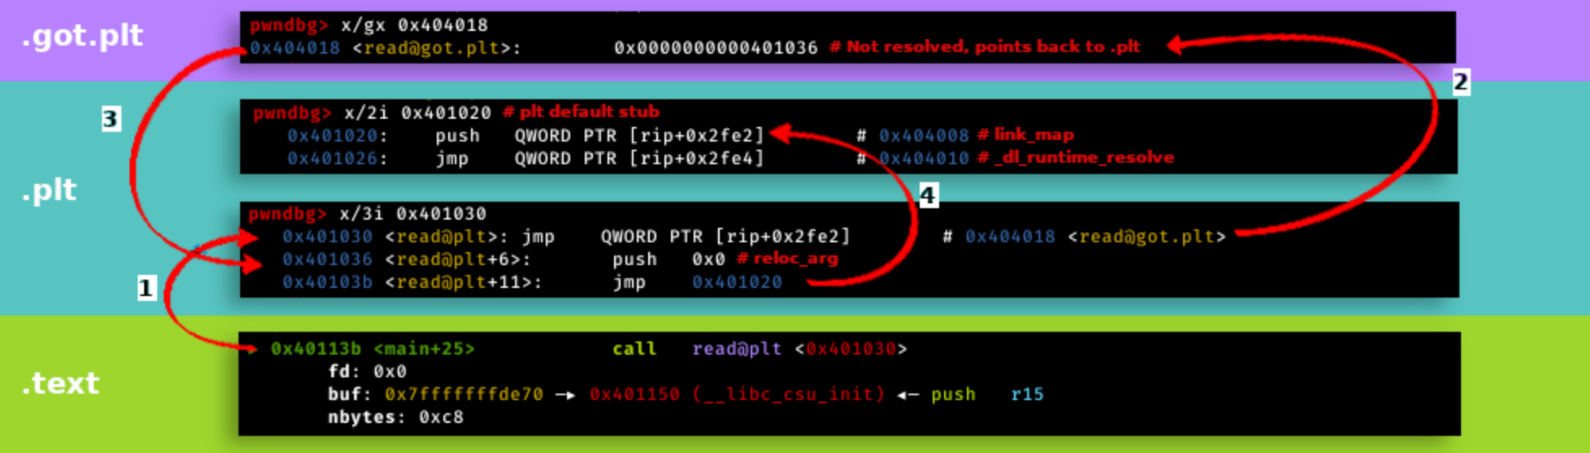 .got.plt
pwndbg> x/gx 0x404018
0x404018 <read@got.plt>: 0x0000000000401036 # Not resolved, points back to .plt
2
3
.plt
pwndbg> x/2i 0x401020 # plt default stub
0x401020: push QWORD PTR [rip+0x2fe2] # 0x404008 # link_map
0x401026: jmp QWORD PTR [rip+0x2fe4] # 0x404010 # _dl_runtime_resolve
4
pwndbg> x/3i 0x401030
0x401030 <read@plt>: jmp QWORD PTR [rip+0x2fe2] # 0x404018 <read@got.plt>
0x401036 <read@plt+6>: push 0x0 # reloc_arg
0x40103b <read@plt+11>: jmp 0x401020
1
.text
0x40113b <main+25> call read@plt <0x401030>
fd: 0x0
buf: 0x7fffffffde70 —▸ 0x401150 (__libc_csu_init) ◂— push r15
nbytes: 0xc8